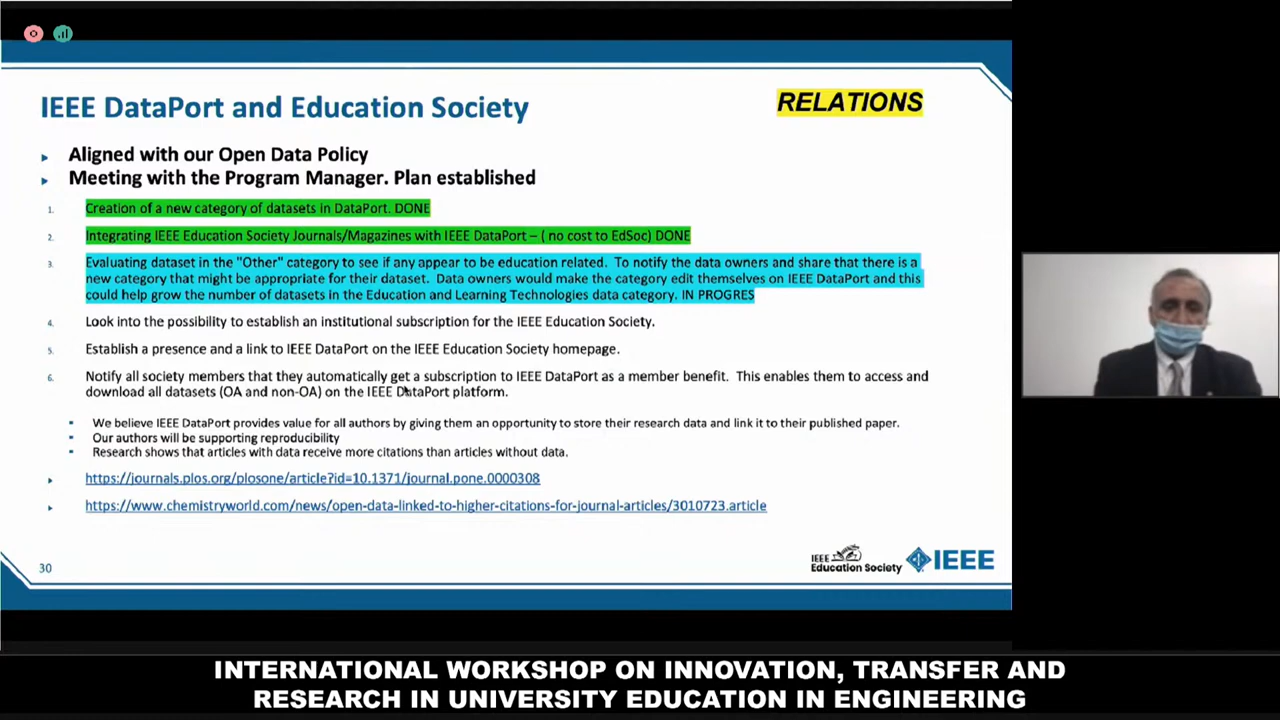 IEEE DataPort and Education Society
RELATIONS
Aligned with our Open Data Policy
Meeting with the Program Manager. Plan established
1. Creation of a new category of datasets in DataPort. DONE
2. Integrating IEEE Education Society Journals/Magazines with IEEE DataPort – ( no cost to EdSoc) DONE
3. Evaluating dataset in the "Other" category to see if any appear to be education related. To notify the data owners and share that there is a
new category that might be appropriate for their dataset. Data owners would make the category edit themselves on IEEE DataPort and this
could help grow the number of datasets in the Education and Learning Technologies data category. IN PROGRES
4. Look into the possibility to establish an institutional subscription for the IEEE Education Society.
5. Establish a presence and a link to IEEE DataPort on the IEEE Education Society homepage.
6. Notify all society members that they automatically get a subscription to IEEE DataPort as a member benefit. This enables them to access and
download all datasets (OA and non-OA) on the IEEE DataPort platform.
We believe IEEE DataPort provides value for all authors by giving them an opportunity to store their research data and link it to their published paper.
Our authors will be supporting reproducibility
Research shows that articles with data receive more citations than articles without data.
https://journals.plos.org/plosone/article?id=10.1371/journal.pone.0000308
https://www.chemistryworld.com/news/open-data-linked-to-higher-citations-for-journal-articles/3010723.article
30
IEEE
Education Society
IEEE
INTERNATIONAL WORKSHOP ON INNOVATION, TRANSFER AND
RESEARCH IN UNIVERSITY EDUCATION IN ENGINEERING